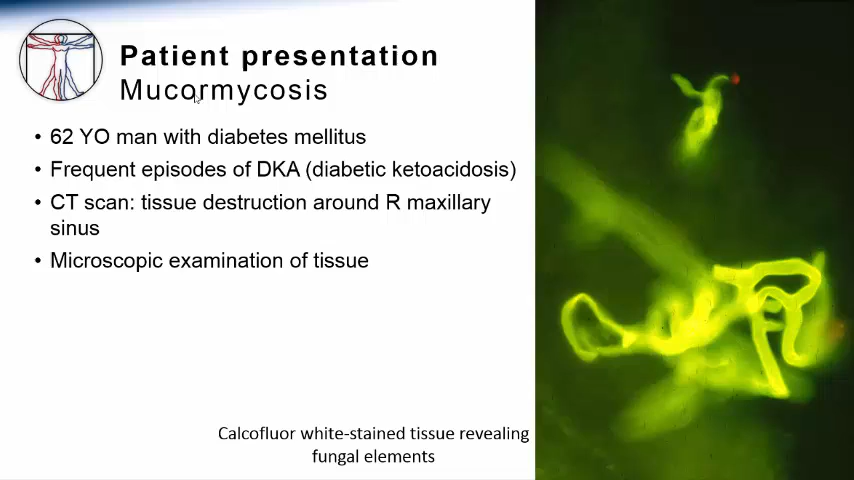 Patient presentation
Mucormycosis
• 62 YO man with diabetes mellitus
• Frequent episodes of DKA (diabetic ketoacidosis)
• CT scan: tissue destruction around R maxillary
sinus
• Microscopic examination of tissue
Calcofluor white-stained tissue revealing
fungal elements